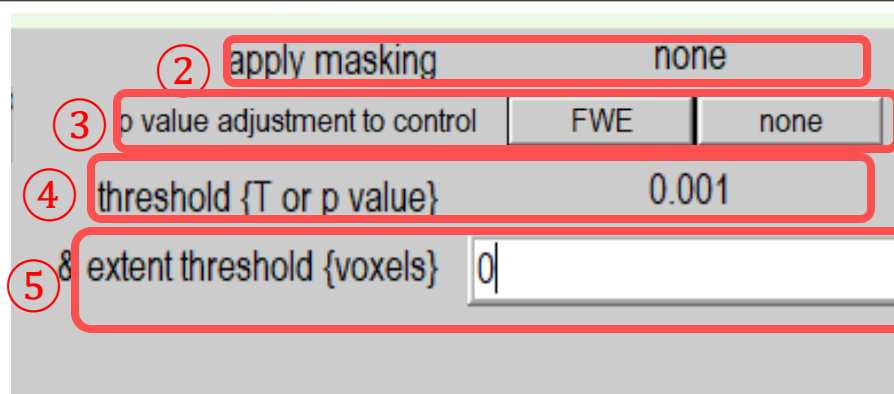 ② apply masking none
③ p value adjustment to control FWE none
④ threshold {T or p value} 0.001
⑤ & extent threshold {voxels} 0